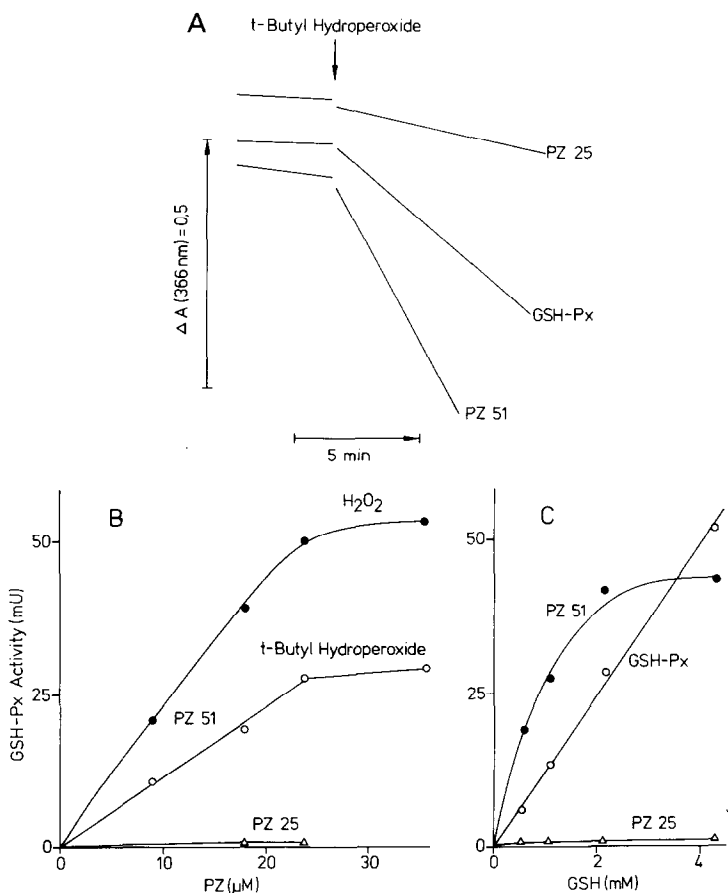 A
t-Butyl Hydroperoxide
PZ 25
Δ A (366 nm) = 0,5
GSH-Px
PZ 51
5 min
B
H₂O₂
50
t-Butyl Hydroperoxide
25
PZ 51
PZ 25
0
0 10 20 30
PZ (μM)
GSH-Px Activity (mU)
C
50
PZ 51
GSH-Px
25
PZ 25
0
0 2 4
GSH (mM)